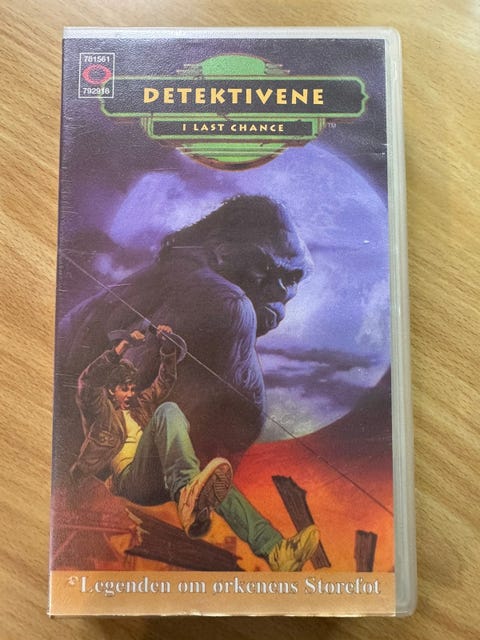 781561
792916
DETEKTIVENE
I LAST CHANCE
TM
Legenden om ørkenens Storefot